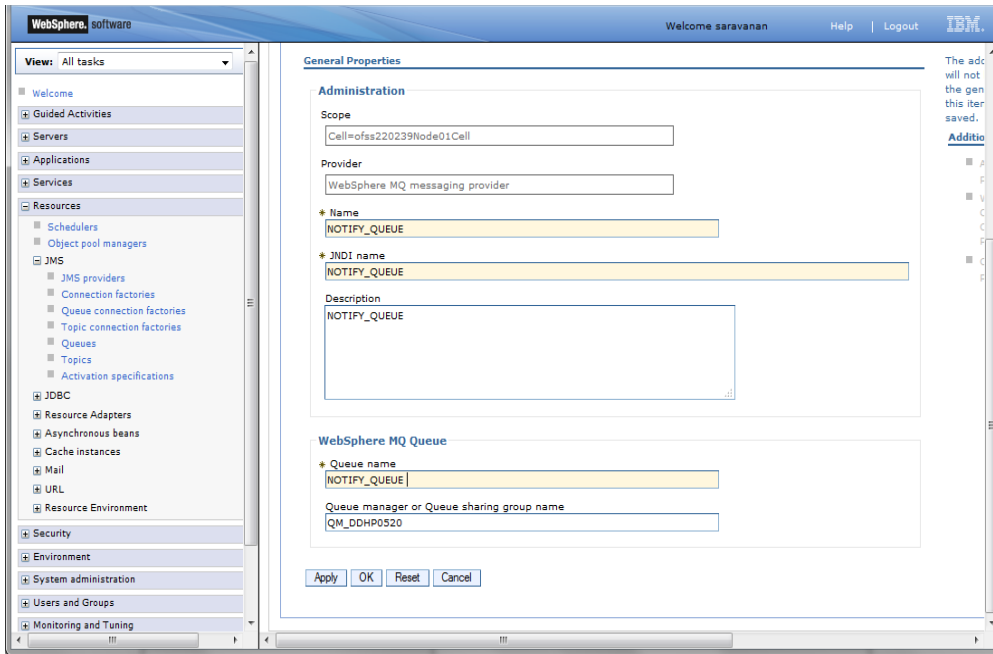 WebSphere. software
Welcome saravanan
Help | Logout
IBM.
View: All tasks
Welcome
Guided Activities
Servers
Applications
Services
Resources
Schedulers
Object pool managers
JMS
JMS providers
Connection factories
Queue connection factories
Topic connection factories
Queues
Topics
Activation specifications
JDBC
Resource Adapters
Asynchronous beans
Cache instances
Mail
URL
Resource Environment
Security
Environment
System administration
Users and Groups
Monitoring and Tuning
General Properties
Administration
Scope
Cell=ofss220239Node01Cell
Provider
WebSphere MQ messaging provider
* Name
NOTIFY_QUEUE
* JNDI name
NOTIFY_QUEUE
Description
NOTIFY_QUEUE
WebSphere MQ Queue
* Queue name
NOTIFY_QUEUE
Queue manager or Queue sharing group name
QM_DDHP0520
Apply OK Reset Cancel
The add
will not
the gen
this iter
saved.
Additio